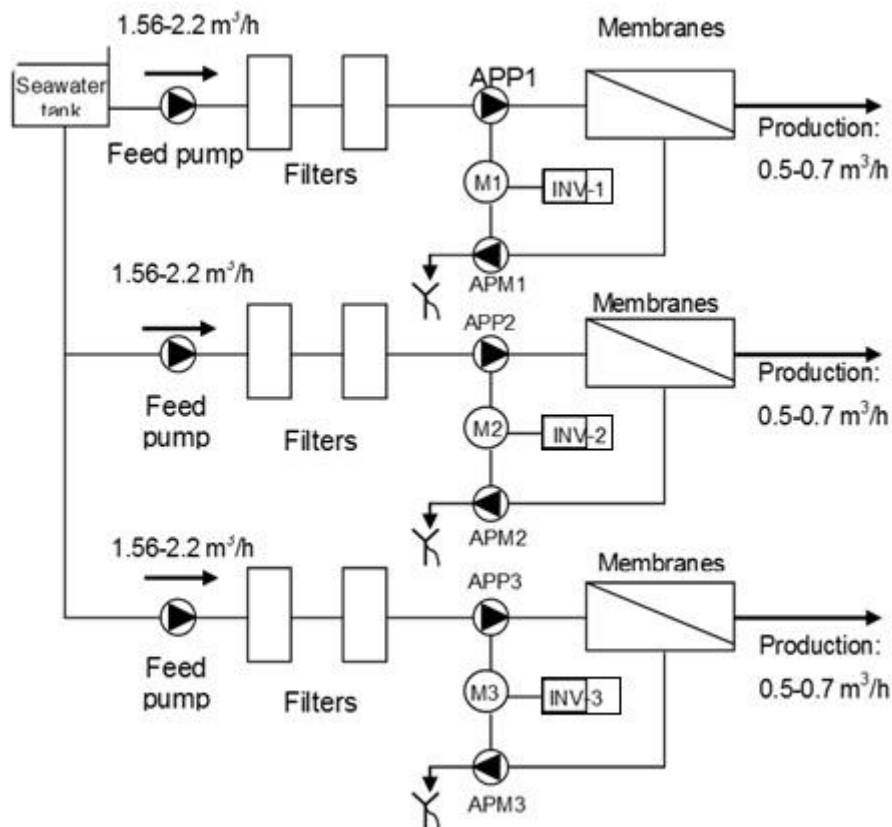 1.56-2.2 m³/h
Membranes
Seawater
tank
APP1
Feed pump
Filters
M1
INV-1
Production:
0.5-0.7 m³/h
APM1
1.56-2.2 m³/h
APP2
Membranes
Feed
pump
Filters
M2
INV-2
Production:
0.5-0.7 m³/h
APM2
1.56-2.2 m³/h
APP3
Membranes
Feed
pump
Filters
M3
INV-3
Production:
0.5-0.7 m³/h
APM3